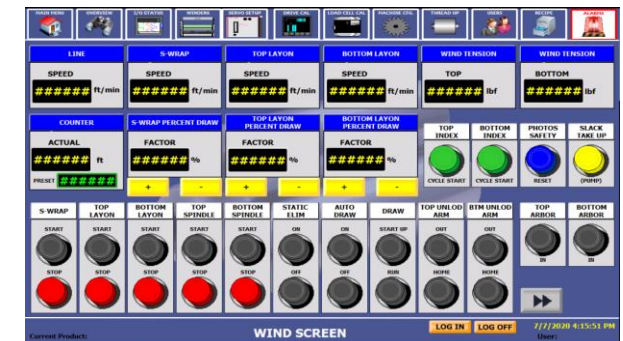 MAIN MENU OVERVIEW I/O STATUS WINDERS SERVO SETUP DRIVE CAL LOAD CELL CAL MACHINE CFG THREAD UP USERS RECIPE ALARMS
LINE S-WRAP TOP LAYON BOTTOM LAYON WIND TENSION WIND TENSION
SPEED SPEED SPEED SPEED TOP BOTTOM
###### ft/min ###### ft/min ###### ft/min ###### ft/min ###### lbf ###### lbf
COUNTER S-WRAP PERCENT DRAW TOP LAYON PERCENT DRAW BOTTOM LAYON PERCENT DRAW TOP INDEX BOTTOM INDEX PHOTOS SAFETY SLACK TAKE UP
ACTUAL FACTOR FACTOR FACTOR
###### ft ###### % ###### % ###### %
CYCLE START CYCLE START RESET (PUMP)
PRESET ###### + - + - + -
S-WRAP TOP LAYON BOTTOM LAYON TOP SPINDLE BOTTOM SPINDLE STATIC ELIM AUTO DRAW DRAW TOP UNLOD ARM BTM UNLOD ARM TOP ARBOR BOTTOM ARBOR
START START START START START ON ON START UP OUT OUT
IN IN
STOP STOP STOP STOP STOP OFF OFF RUN HOME HOME
Current Product: WIND SCREEN LOG IN LOG OFF 7/7/2020 4:15:51 PM
User: